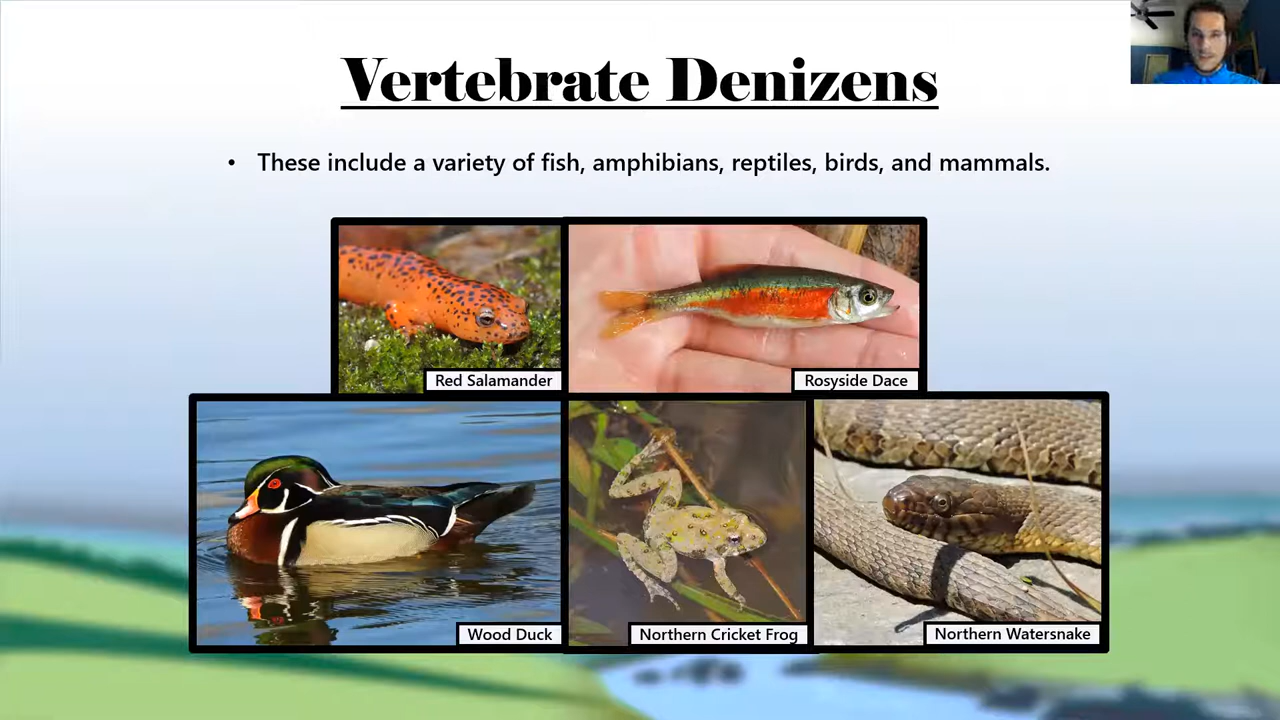 Vertebrate Denizens
• These include a variety of fish, amphibians, reptiles, birds, and mammals.
Red Salamander
Rosyside Dace
Wood Duck
Northern Cricket Frog
Northern Watersnake